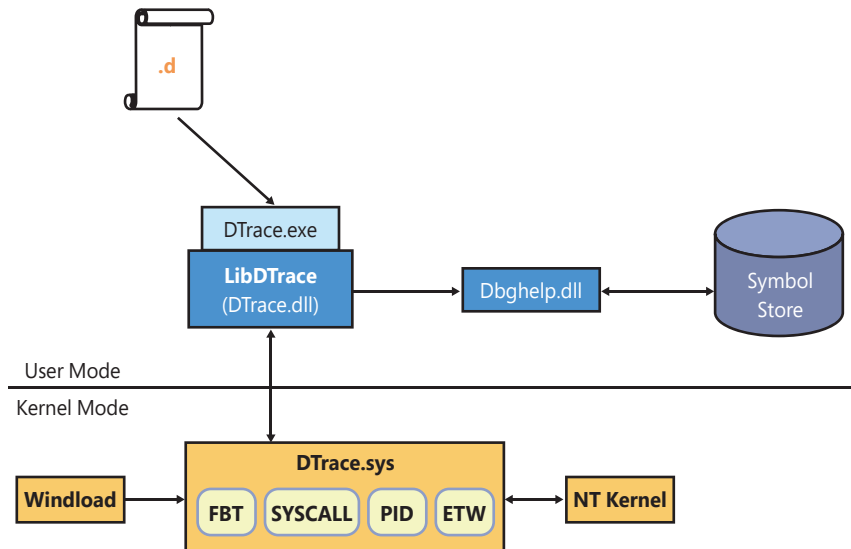 .d
DTrace.exe
LibDTrace
(DTrace.dll)
Dbghelp.dll
Symbol
Store
User Mode
Kernel Mode
DTrace.sys
Windload
FBT
SYSCALL
PID
ETW
NT Kernel